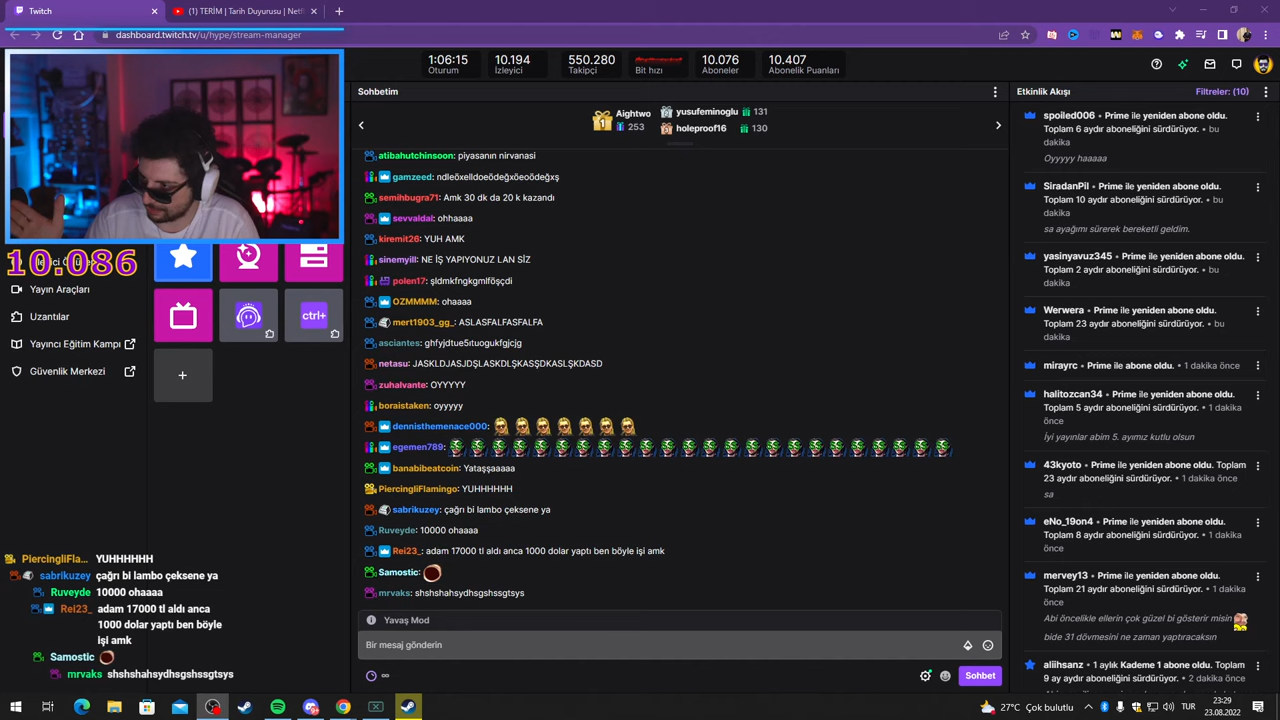 Twitch
(1) TERİM | Tarih Duyurusu | Netfl
dashboard.twitch.tv/u/hype/stream-manager
1:06:15
Oturum
10.194
İzleyici
550.280
Takipçi
Bit hızı
10.076
Aboneler
10.407
Abonelik Puanları
10.086
Yayın Araçları
Uzantılar
Yayıncı Eğitim Kampı
Güvenlik Merkezi
ctrl+
PiercingliFla... YUHHHHHH
sabrikuzey çağrı bi lambo çeksene ya
Ruveyde 10000 ohaaaa
Rei23_ adam 17000 tl aldı anca
1000 dolar yaptı ben böyle
işi amk
Samostic
mrvaks shshshahsydhsgshssgtsys
Sohbetim
1 Aightwo
253
yusufeminoglu 131
holeproof16 130
atibahutchinsoon: piyasanın nirvanasi
gamzeed: ndleöxelldoeödeğxöeoödeğxş
semihbugra71: Amk 30 dk da 20 k kazandı
sevvaldal: ohhaaaa
kiremit26: YUH AMK
sinemyill: NE İŞ YAPIYONUZ LAN SİZ
polen17: şldmkfngkgmlföşçdi
OZMMMM: ohaaaa
mert1903_gg_: ASLASFALFASFALFA
asciantes: ghfyjdtue5ıtuogukfgjcjg
netasu: JASKLDJASJDŞLASKDLŞKASŞDKASLŞKDASD
zuhalvante: OYYYYY
boraistaken: oyyyyy
dennisthemenace000:
egemen789:
banabibeatcoin: Yataşşaaaaa
PiercingliFlamingo: YUHHHHHH
sabrikuzey: çağrı bi lambo çeksene ya
Ruveyde: 10000 ohaaaa
Rei23_: adam 17000 tl aldı anca 1000 dolar yaptı ben böyle işi amk
Samostic:
mrvaks: shshshahsydhsgshssgtsys
Yavaş Mod
Bir mesaj gönderin
∞
Sohbet
Etkinlik Akışı
Filtreler: (10)
spoiled006 • Prime ile yeniden abone oldu.
Toplam 6 aydır aboneliğini sürdürüyor. • bu
dakika
Oyyyyy haaaaa
SiradanPil • Prime ile yeniden abone oldu.
Toplam 10 aydır aboneliğini sürdürüyor. • bu
dakika
sa ayağımı sürerek bereketli geldim.
yasinyavuz345 • Prime ile yeniden abone oldu.
Toplam 2 aydır aboneliğini sürdürüyor. • bu
dakika
Werwera • Prime ile yeniden abone oldu.
Toplam 23 aydır aboneliğini sürdürüyor. • bu
dakika
mirayrc • Prime ile abone oldu. • 1 dakika önce
halitozcan34 • Prime ile yeniden abone oldu.
Toplam 5 aydır aboneliğini sürdürüyor. • 1 dakika
önce
İyi yayınlar abim 5. ayımız kutlu olsun
43kyoto • Prime ile yeniden abone oldu. Toplam
23 aydır aboneliğini sürdürüyor. • 1 dakika önce
sa
eNo_19on4 • Prime ile yeniden abone oldu.
Toplam 8 aydır aboneliğini sürdürüyor. • 1 dakika
önce
mervey13 • Prime ile yeniden abone oldu.
Toplam 21 aydır aboneliğini sürdürüyor. • 1 dakika
önce
Abi öncelikle ellerin çok güzel bi gösterir misin
bide 31 dövmesini ne zaman yaptıracaksın
aliihsanz • 1 aylık Kademe 1 abone oldu. Toplam
9 ay aydır aboneliğini sürdürüyor. • 2 dakika önce
27°C Çok bulutlu
TUR
23:29
23.08.2022